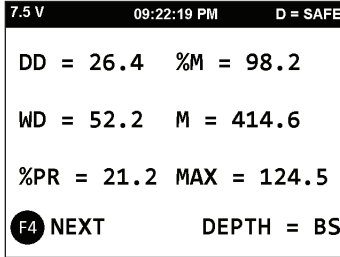 7.5 V 09:22:19 PM D = SAFE
DD = 26.4 %M = 98.2
WD = 52.2 M = 414.6
%PR = 21.2 MAX = 124.5
F4 NEXT DEPTH = BS